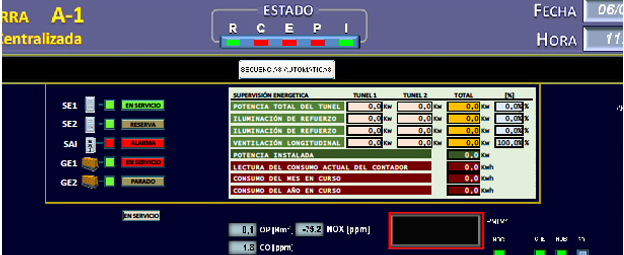 RRA A-1
Centralizada
ESTADO
R C E P I
FECHA 06/0
HORA 11
SECUENCIAS AUTOMATICAS
SUPERVISIÓN ENERGETICA TUNEL 1 TUNEL 2 TOTAL [%]
SE1 EN SERVICIO
SE2 RESERVA
SAI ALARMA
GE1 EN SERVICIO
GE2 PARADO
POTENCIA TOTAL DEL TUNEL 0,0 Kw 0,0 Kw 0,0 Kw 0,0% %
ILUMINACIÓN DE REFUERZO 0,0 Kw 0,0 Kw 0,0 Kw 0,0% %
ILUMINACIÓN DE REFUERZO 0,0 Kw 0,0 Kw 0,0 Kw 0,0% %
VENTILACIÓN LONGITUDINAL 0,0 Kw 0,0 Kw 0,0 Kw 100,0% %
POTENCIA INSTALADA 0,0 Kw
LECTURA DEL CONSUMO ACTUAL DEL CONTADOR 0,0 Kwh
CONSUMO DEL MES EN CURSO 0,0 Kwh
CONSUMO DEL AÑO EN CURSO 0,0 Kwh
EN SERVICIO
0,1 OP -75.2 NOX [ppm]
1.8 CO [ppm]